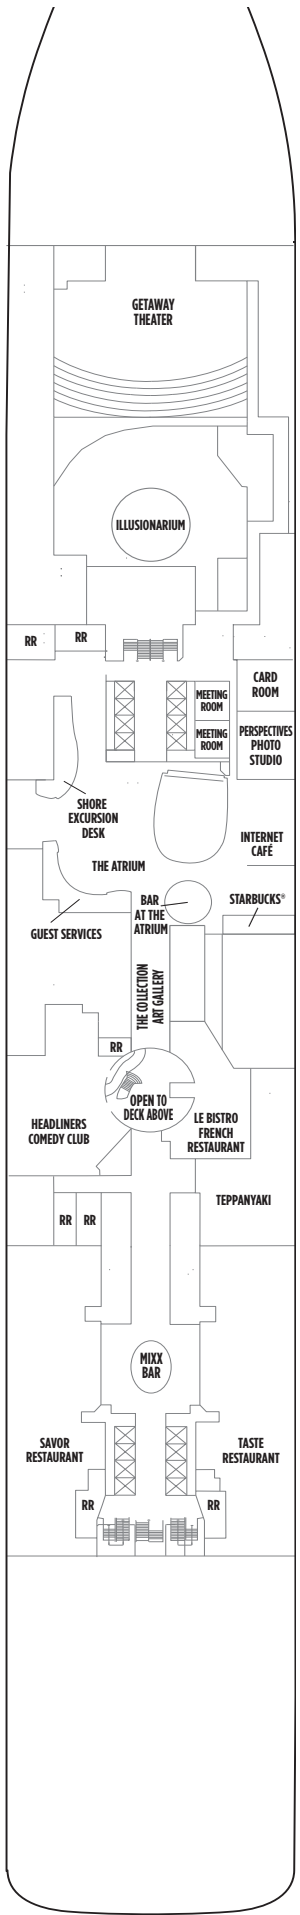 GETAWAY
THEATER
ILLUSIONARIUM
RR
RR
MEETING
ROOM
CARD
ROOM
MEETING
ROOM
PERSPECTIVES
PHOTO
STUDIO
SHORE
EXCURSION
DESK
INTERNET
CAFÉ
THE ATRIUM
BAR
AT THE
ATRIUM
STARBUCKS®
GUEST SERVICES
THE COLLECTION
ART GALLERY
RR
OPEN TO
DECK ABOVE
HEADLINERS
COMEDY CLUB
LE BISTRO
FRENCH
RESTAURANT
TEPPANYAKI
RR
RR
MIXX
BAR
SAVOR
RESTAURANT
TASTE
RESTAURANT
RR
RR